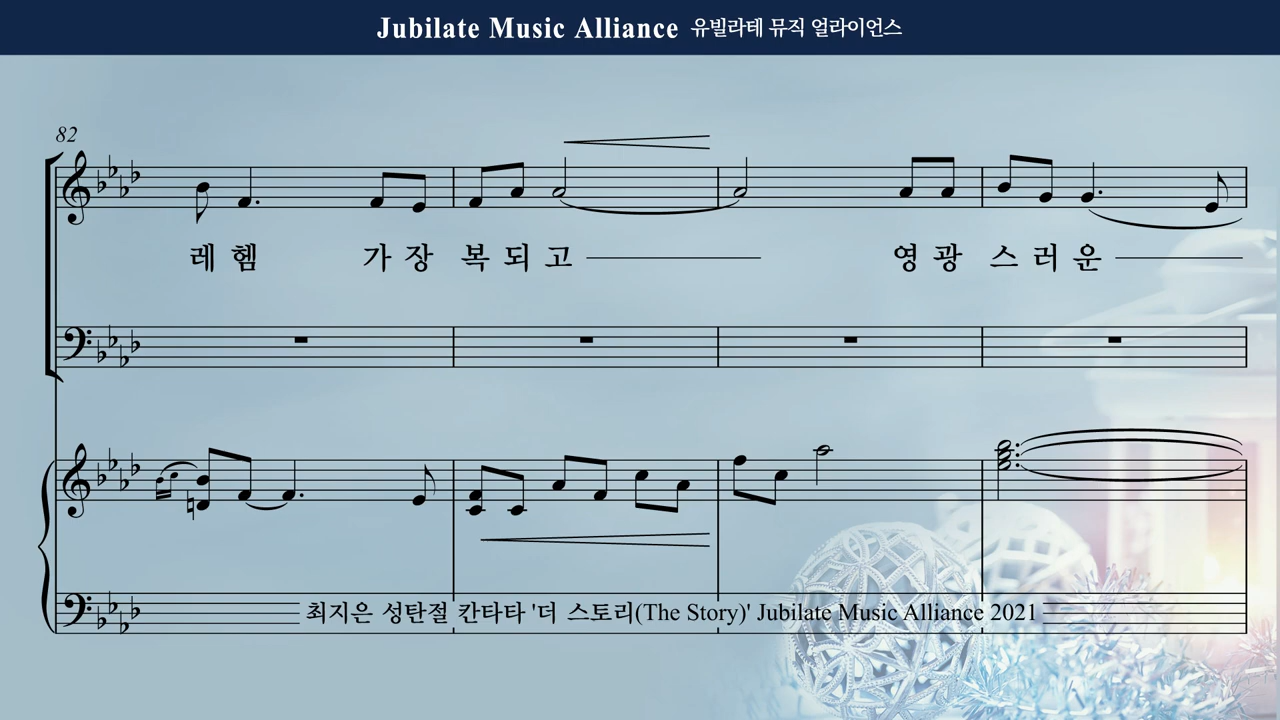 Jubilate Music Alliance 유빌라테 뮤직 얼라이언스
82
레 헴 가 장 복 되 고 영 광 스 러 운
최지은 성탄절 칸타타 '더 스토리(The Story)' Jubilate Music Alliance 2021